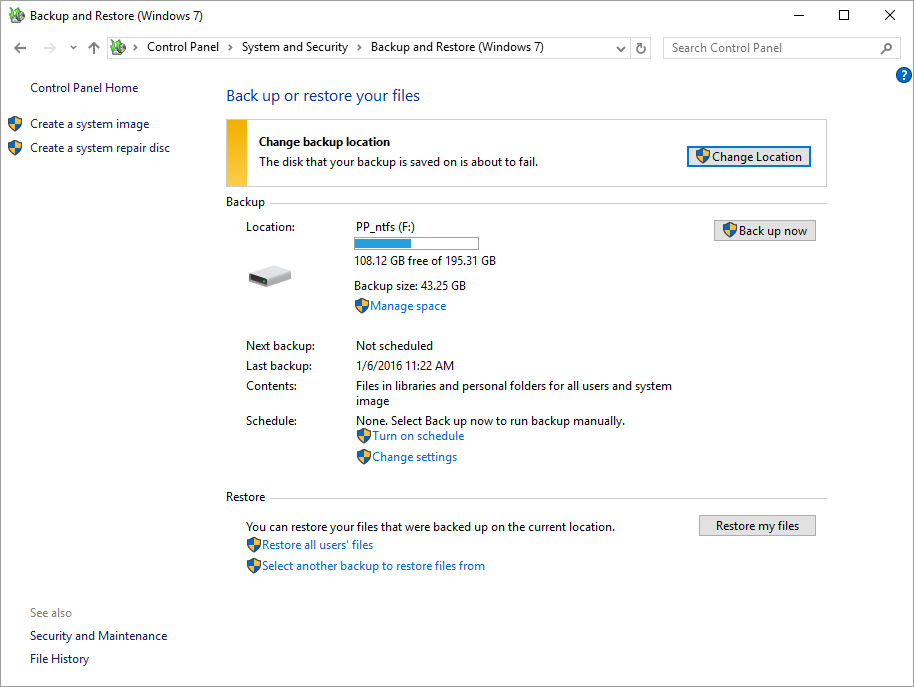 Backup and Restore (Windows 7)
Control Panel > System and Security > Backup and Restore (Windows 7)
Search Control Panel
?
Control Panel Home
Create a system image
Create a system repair disc
Back up or restore your files
Change backup location
The disk that your backup is saved on is about to fail.
Change Location
Backup
Location:
PP_ntfs (F:)
Back up now
108.12 GB free of 195.31 GB
Backup size: 43.25 GB
Manage space
Next backup:
Not scheduled
Last backup:
1/6/2016 11:22 AM
Contents:
Files in libraries and personal folders for all users and system
image
Schedule:
None. Select Back up now to run backup manually.
Turn on schedule
Change settings
Restore
You can restore your files that were backed up on the current location.
Restore my files
Restore all users' files
Select another backup to restore files from
See also
Security and Maintenance
File History